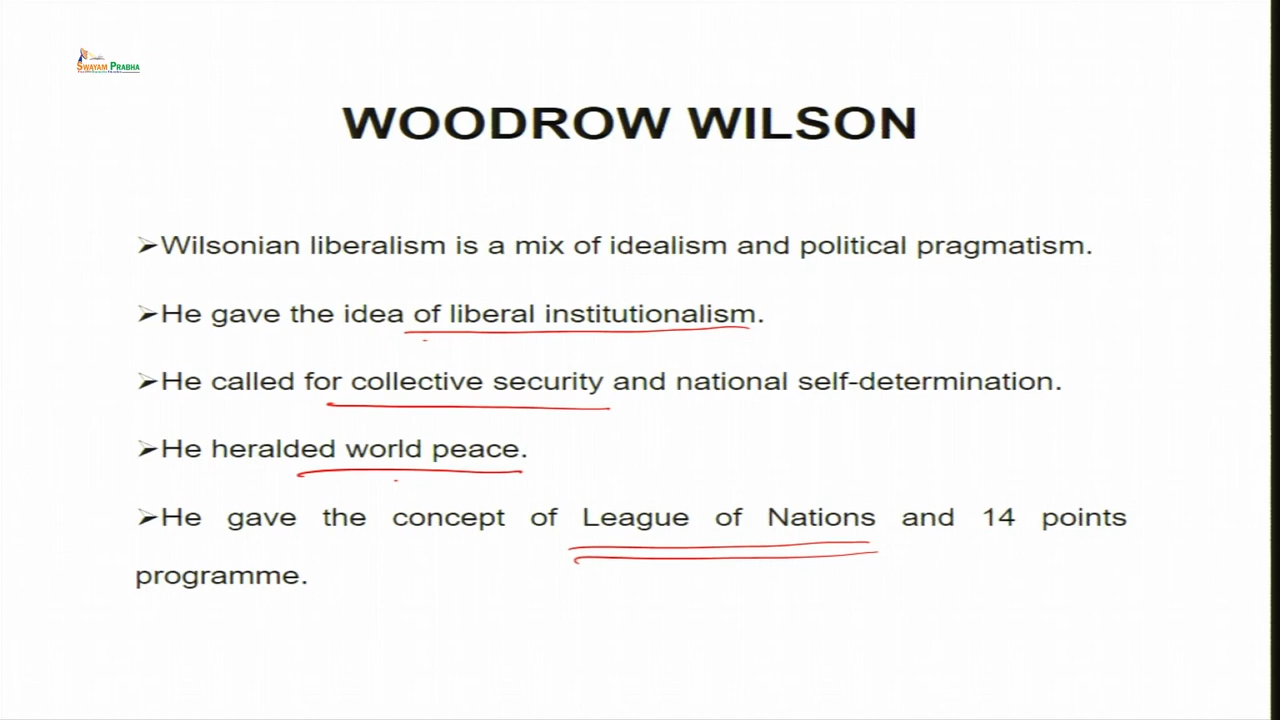 SWAYAM PRABHA
WOODROW WILSON
➢Wilsonian liberalism is a mix of idealism and political pragmatism.
➢He gave the idea of liberal institutionalism.
➢He called for collective security and national self-determination.
➢He heralded world peace.
➢He gave the concept of League of Nations and 14 points
programme.